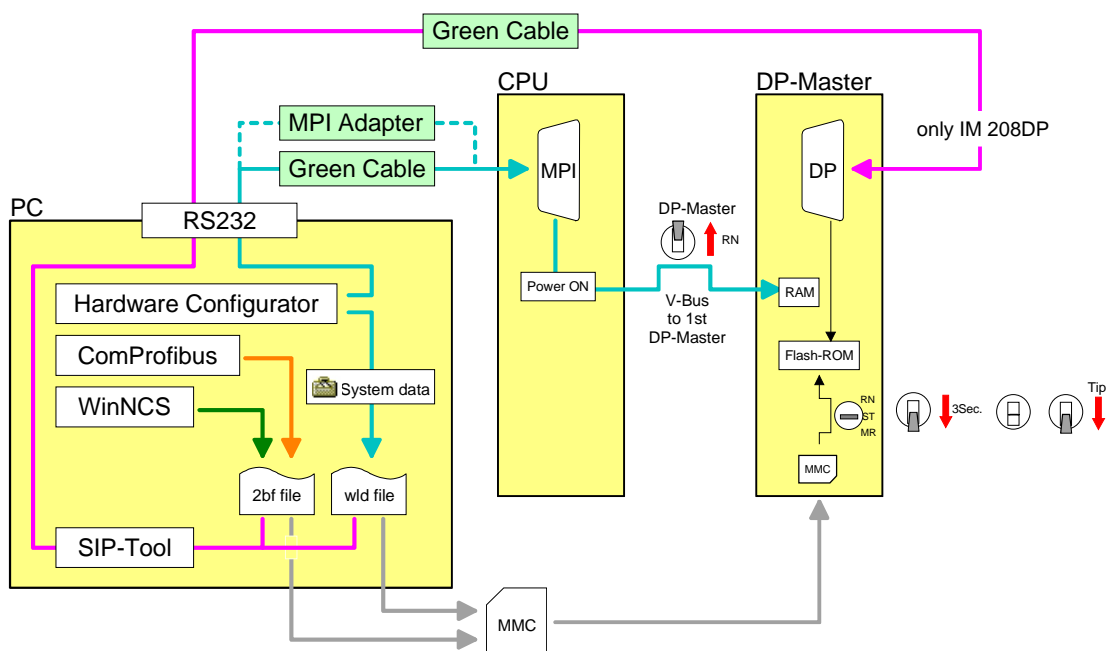 Green Cable
CPU
DP-Master
MPI Adapter
only IM 208DP
Green Cable
MPI
DP
PC
RS232
DP-Master
RN
Hardware Configurator
Power ON
RAM
V-Bus
to 1st
DP-Master
ComProfibus
Flash-ROM
System data
WinNCS
RN
ST
MR
3Sec.
Tip
MMC
2bf file
wld file
SIP-Tool
MMC